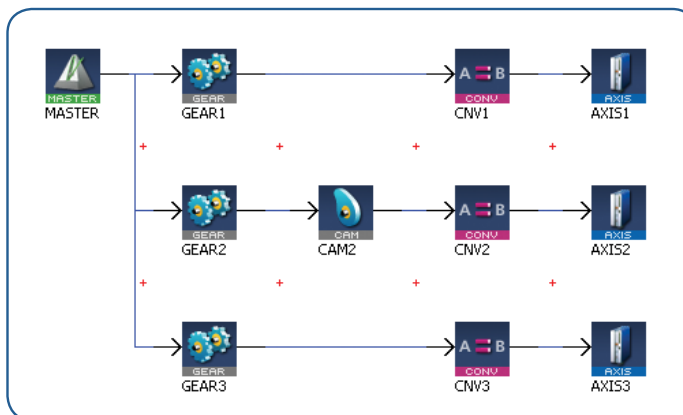 MASTER
GEAR
A B
CONV
AXIS
MASTER
GEAR1
CNV1
AXIS1
GEAR
CAM
A B
CONV
AXIS
GEAR2
CAM2
CNV2
AXIS2
GEAR
A B
CONV
AXIS
GEAR3
CNV3
AXIS3